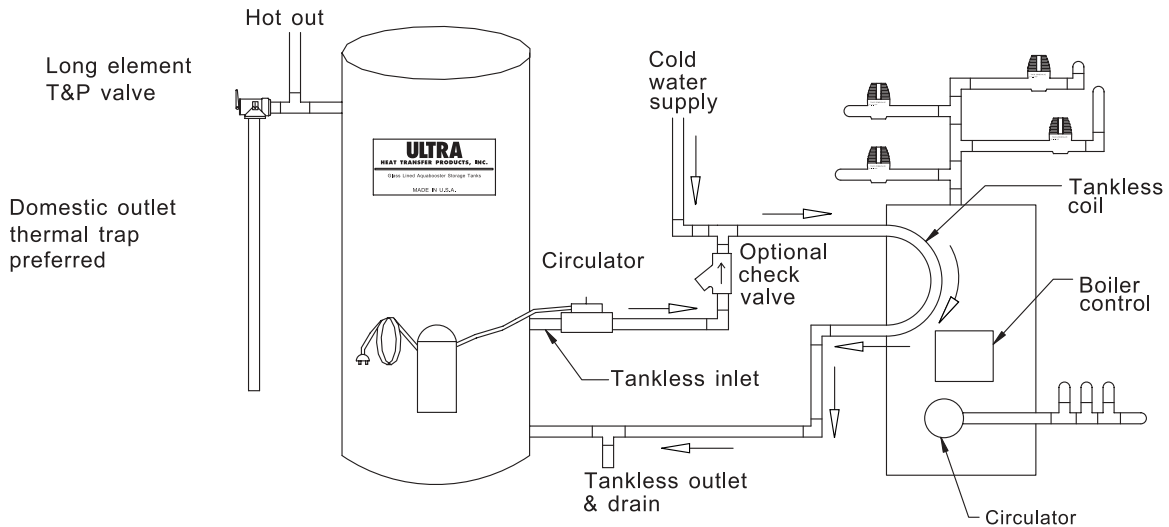 Hot out
Long element
T&P valve
ULTRA
HEAT TRANSFER PRODUCTS, INC.
Glass Lined Aquabooster Storage Tanks
MADE IN U.S.A.
Domestic outlet
thermal trap
preferred
Cold
water
supply
Circulator
Optional
check
valve
Tankless inlet
Tankless outlet
& drain
Tankless
coil
Boiler
control
Circulator